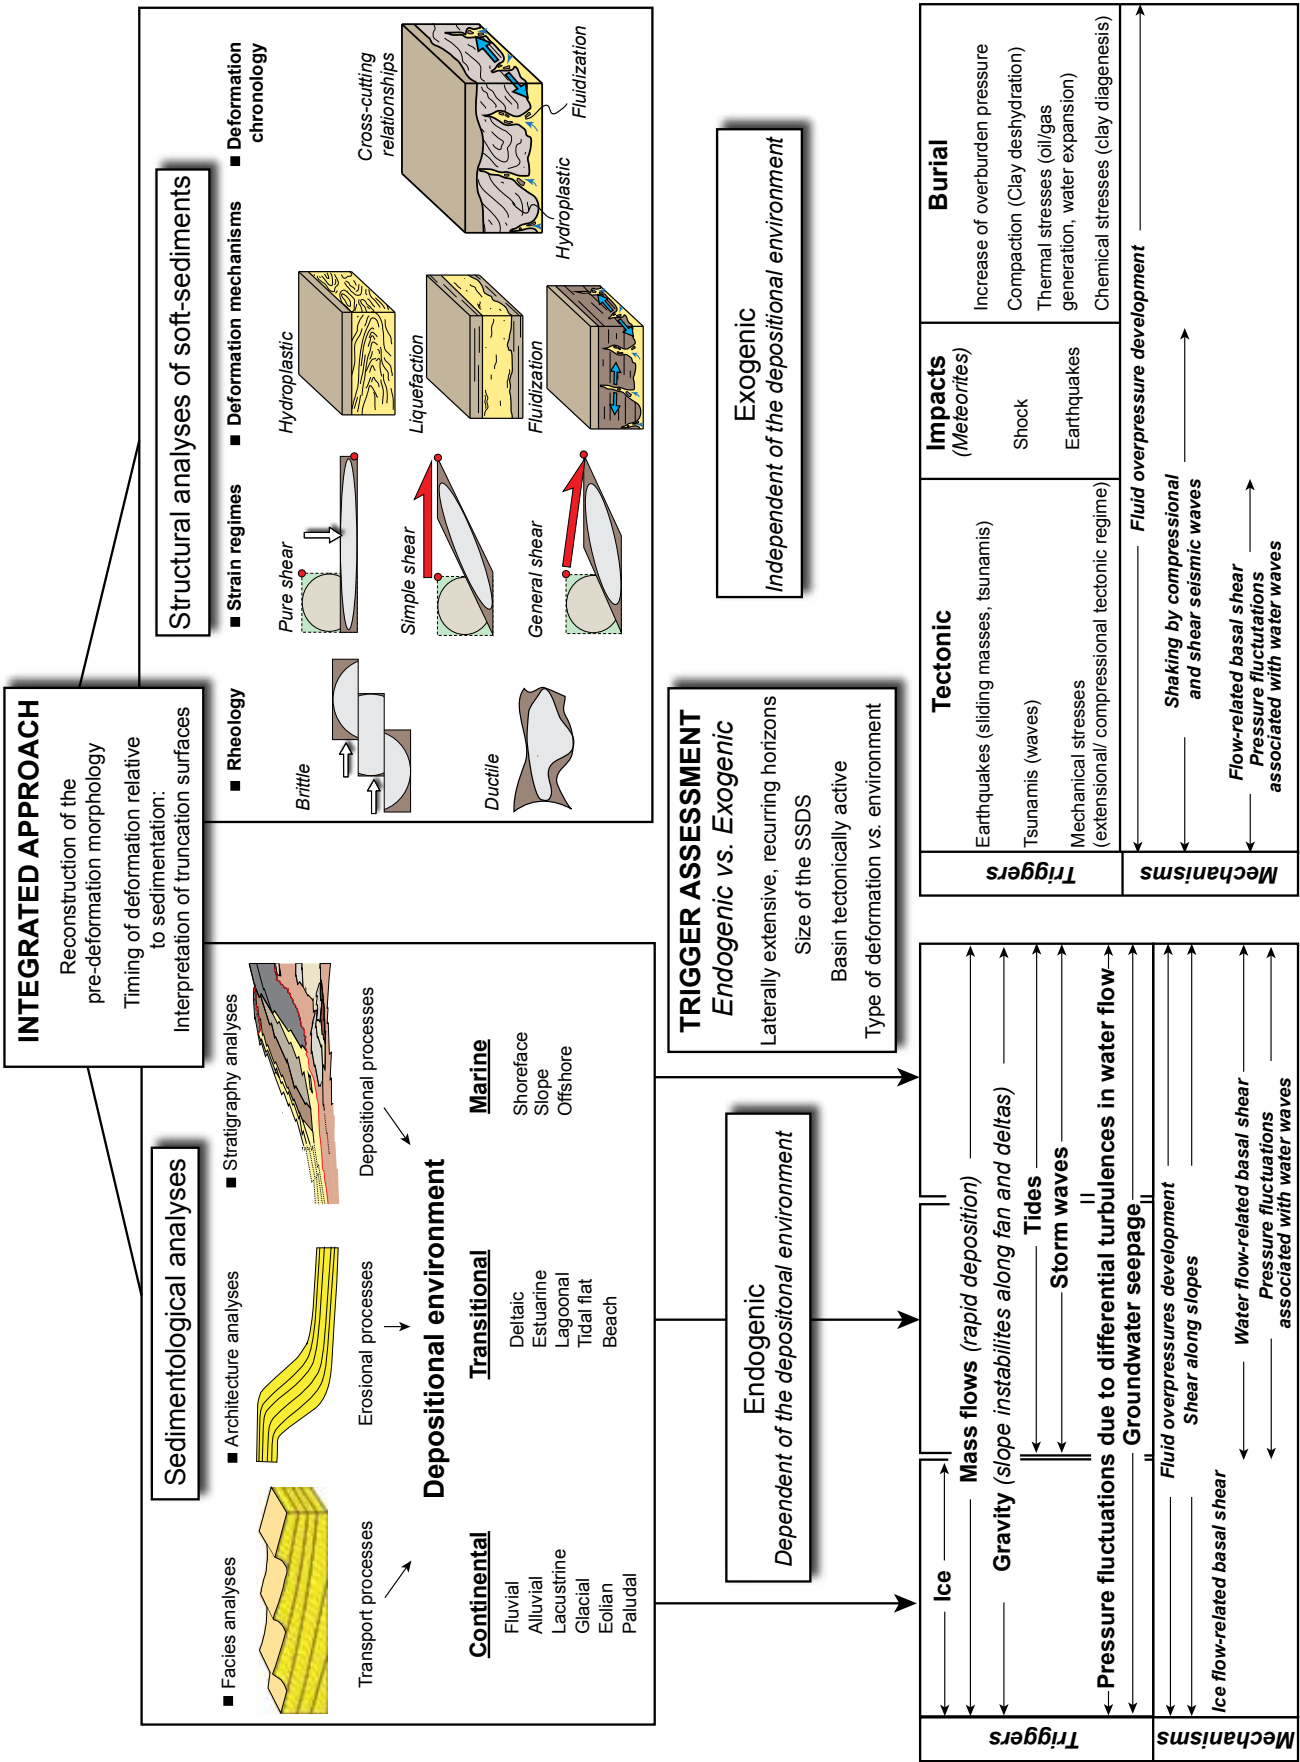 INTEGRATED APPROACH
Reconstruction of the
pre-deformation morphology
Timing of deformation relative
to sedimentation:
Interpretation of truncation surfaces
Sedimentological analyses
■ Facies analyses
■ Architecture analyses
■ Stratigraphy analyses
Transport processes
Erosional processes
Depositional processes
Depositional environment
Continental
Fluvial
Alluvial
Lacustrine
Glacial
Eolian
Paludal
Transitional
Deltaic
Estuarine
Lagoonal
Tidal flat
Beach
Marine
Shoreface
Slope
Offshore
Structural analyses of soft-sediments
■ Rheology
■ Strain regimes
■ Deformation mechanisms
■ Deformation
chronology
Brittle
Ductile
Pure shear
Simple shear
General shear
Hydroplastic
Liquefaction
Fluidization
Cross-cutting
relationships
Hydroplastic
Fluidization
TRIGGER ASSESSMENT
Endogenic vs. Exogenic
Laterally extensive, recurring horizons
Size of the SSDS
Basin tectonically active
Type of deformation vs. environment
Endogenic
Dependent of the depositonal environment
Exogenic
Independent of the depositional environment
Triggers
Ice
Mass flows (rapid deposition)
Gravity (slope instabilites along fan and deltas)
Tides
Storm waves
Pressure fluctuations due to differential turbulences in water flow
Groundwater seepage
Mechanisms
Fluid overpressures development
Shear along slopes
Ice flow-related basal shear
Water flow-related basal shear
Pressure fluctuations
associated with water waves
Triggers
Tectonic
Earthquakes (sliding masses, tsunamis)
Tsunamis (waves)
Mechanical stresses
(extensional/ compressional tectonic regime)
Impacts
(Meteorites)
Shock
Earthquakes
Burial
Increase of overburden pressure
Compaction (Clay deshydration)
Thermal stresses (oil/gas
generation, water expansion)
Chemical stresses (clay diagenesis)
Mechanisms
Fluid overpressure development
Shaking by compressional
and shear seismic waves
Flow-related basal shear
Pressure fluctutations
associated with water waves